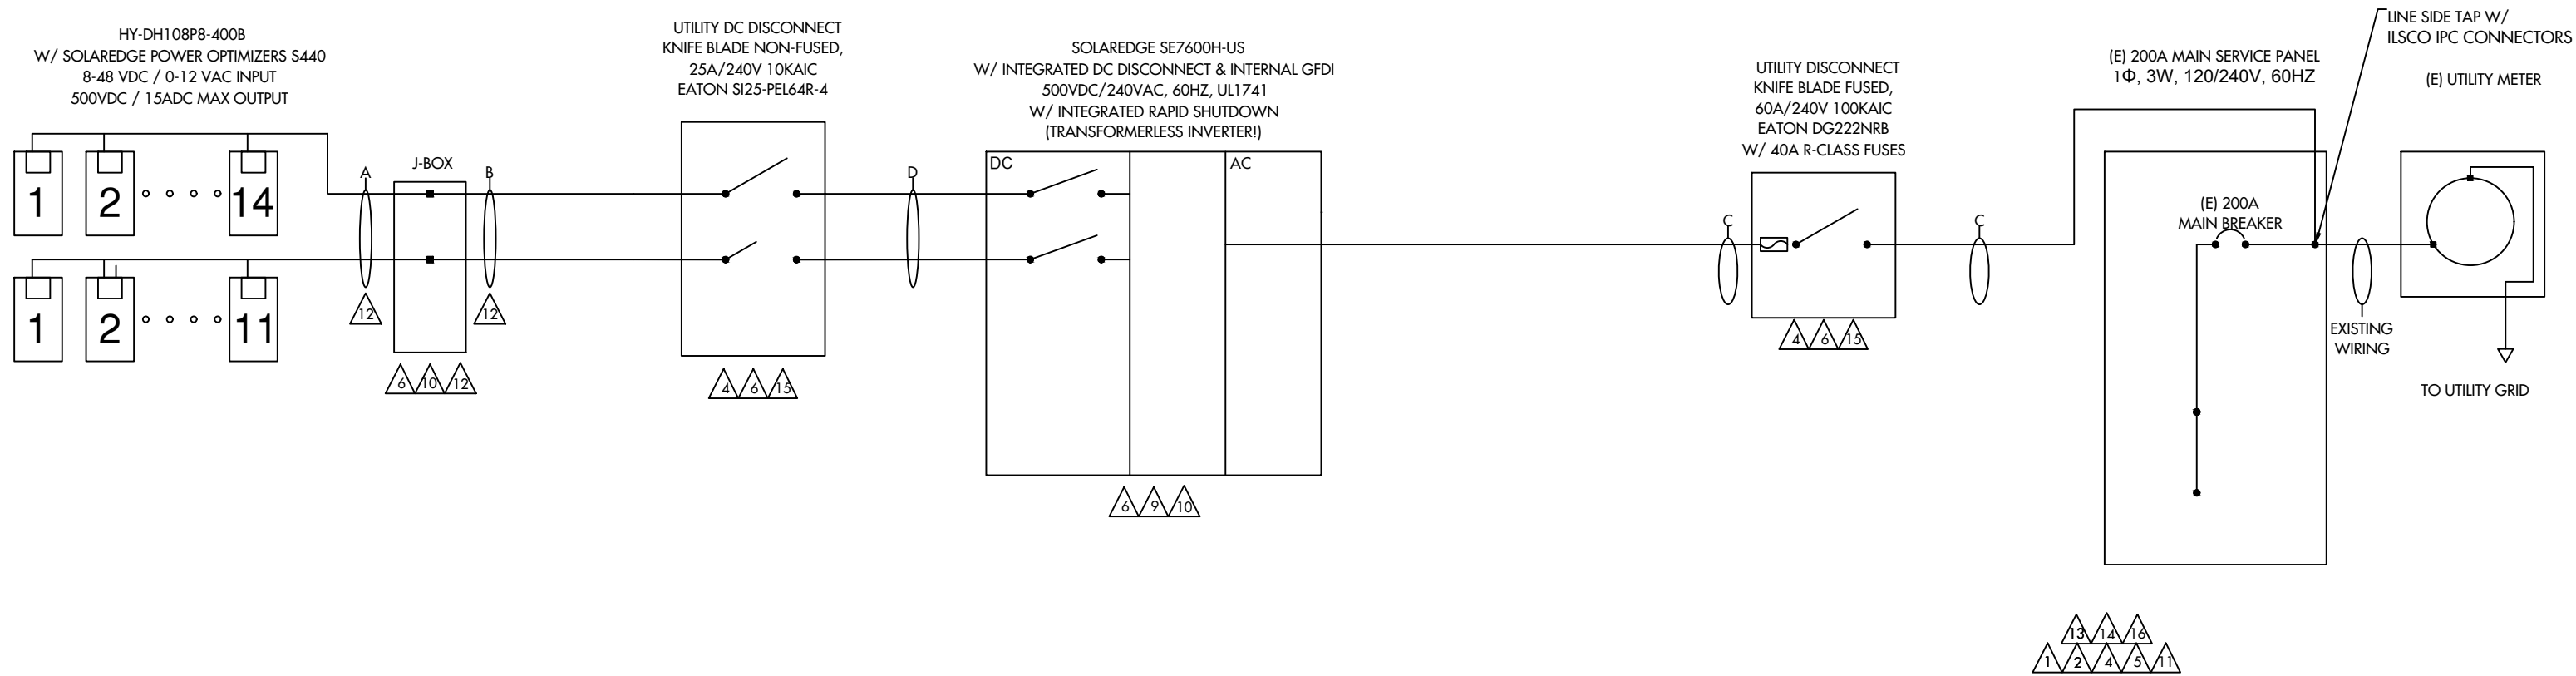 HY-DH108P8-400B
W/ SOLAREDGE POWER OPTIMIZERS S440
8-48 VDC / 0-12 VAC INPUT
500VDC / 15ADC MAX OUTPUT
1
2
14
1
2
11
A
12
J-BOX
6 10 12
B
12
UTILITY DC DISCONNECT
KNIFE BLADE NON-FUSED,
25A/240V 10KAIC
EATON SI25-PEL64R-4
4 6 15
D
SOLAREDGE SE7600H-US
W/ INTEGRATED DC DISCONNECT & INTERNAL GFDI
500VDC/240VAC, 60HZ, UL1741
W/ INTEGRATED RAPID SHUTDOWN
(TRANSFORMERLESS INVERTER!)
DC
AC
6 9 10
UTILITY DISCONNECT
KNIFE BLADE FUSED,
60A/240V 100KAIC
EATON DG222NRB
W/ 40A R-CLASS FUSES
C
4 6 15
C
(E) 200A MAIN SERVICE PANEL
1Φ, 3W, 120/240V, 60HZ
(E) 200A
MAIN BREAKER
LINE SIDE TAP W/
ILSCO IPC CONNECTORS
(E) UTILITY METER
EXISTING
WIRING
TO UTILITY GRID
13 14 16
1 2 4 5 11